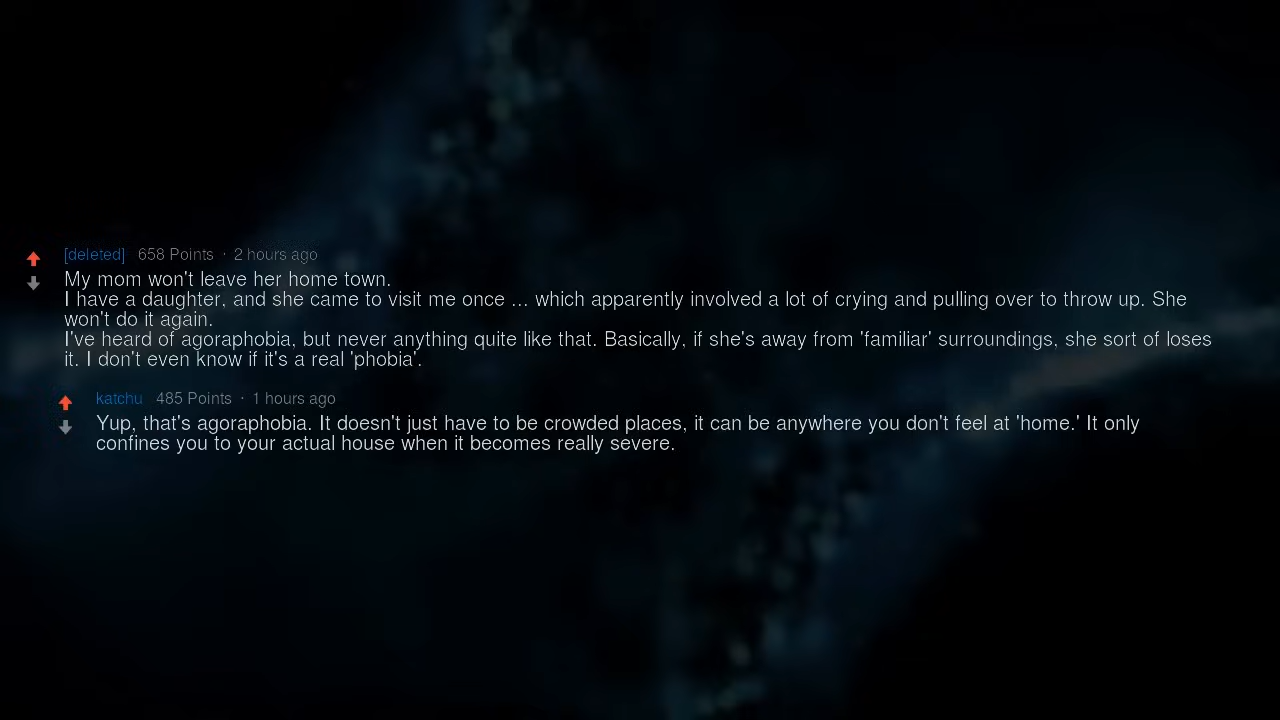 [deleted] 658 Points · 2 hours ago
My mom won't leave her home town.
I have a daughter, and she came to visit me once ... which apparently involved a lot of crying and pulling over to throw up. She
won't do it again.
I've heard of agoraphobia, but never anything quite like that. Basically, if she's away from 'familiar' surroundings, she sort of loses
it. I don't even know if it's a real 'phobia'.
katchu 485 Points · 1 hours ago
Yup, that's agoraphobia. It doesn't just have to be crowded places, it can be anywhere you don't feel at 'home.' It only
confines you to your actual house when it becomes really severe.